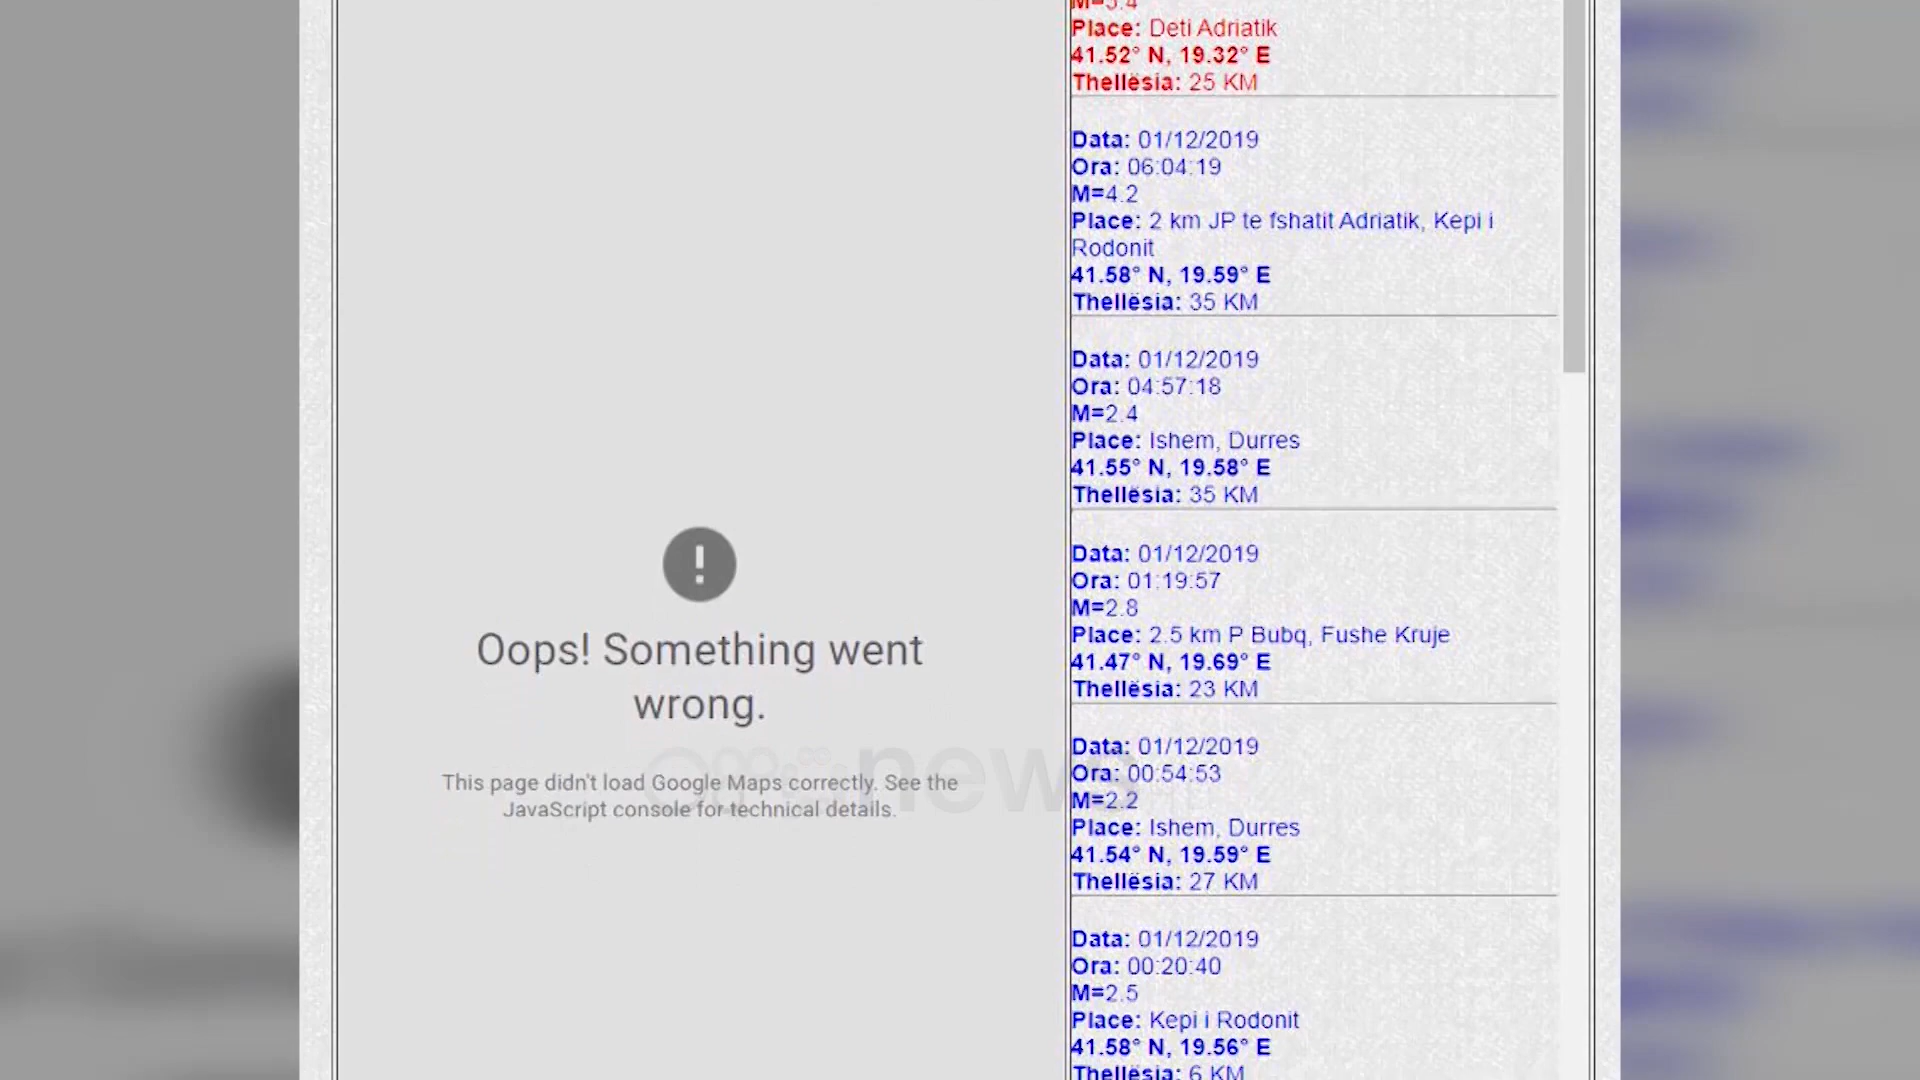 Place: Deti Adriatik
41.52° N, 19.32° E
Thellësia: 25 KM
Data: 01/12/2019
Ora: 06:04:19
M=4.2
Place: 2 km JP te fshatit Adriatik, Kepi i
Rodonit
41.58° N, 19.59° E
Thellësia: 35 KM
Data: 01/12/2019
Ora: 04:57:18
M=2.4
Place: Ishem, Durres
41.55° N, 19.58° E
Thellësia: 35 KM
Data: 01/12/2019
Ora: 01:19:57
M=2.8
Place: 2.5 km P Bubq, Fushe Kruje
41.47° N, 19.69° E
Thellësia: 23 KM
Data: 01/12/2019
Ora: 00:54:53
M=2.2
Place: Ishem, Durres
41.54° N, 19.59° E
Thellësia: 27 KM
Data: 01/12/2019
Ora: 00:20:40
M=2.5
Place: Kepi i Rodonit
41.58° N, 19.56° E
Thellësia: 6 KM
Oops! Something went
wrong.
This page didn't load Google Maps correctly. See the
JavaScript console for technical details.
news